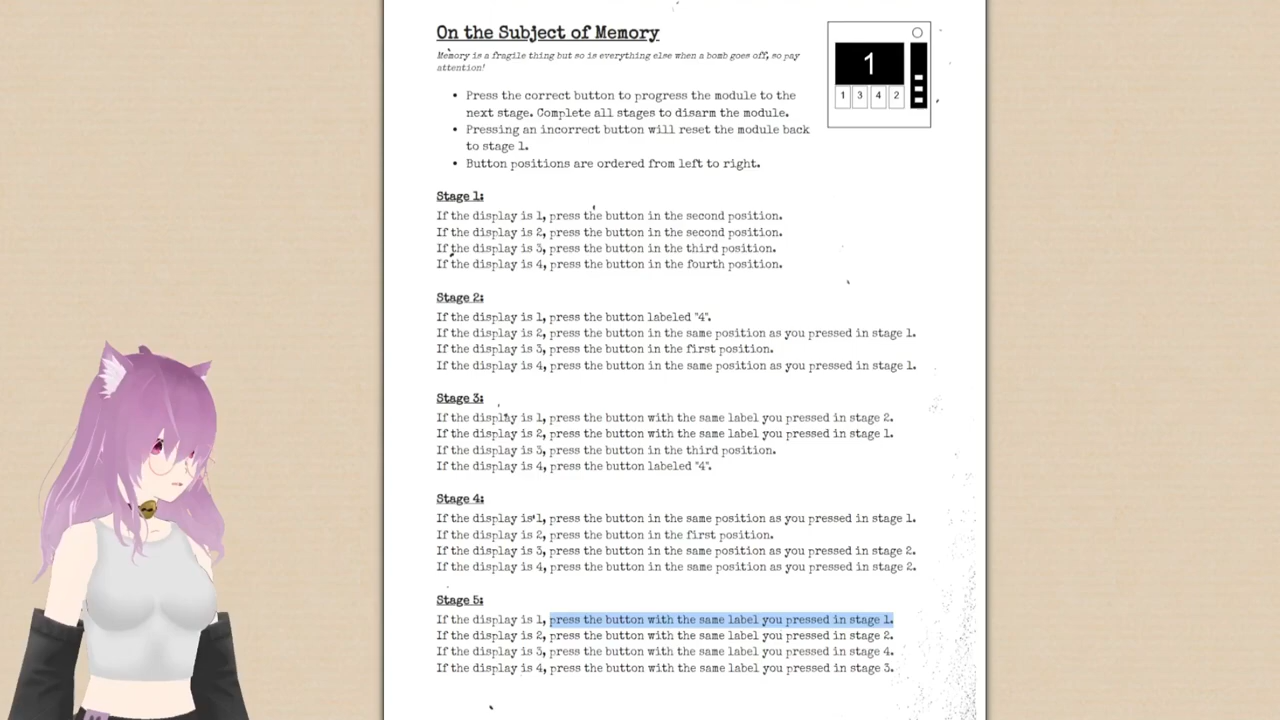 On the Subject of Memory
Memory is a fragile thing but so is everything else when a bomb goes off, so pay
attention!
1
1 3 4 2
• Press the correct button to progress the module to the
next stage. Complete all stages to disarm the module.
• Pressing an incorrect button will reset the module back
to stage 1.
• Button positions are ordered from left to right.
Stage 1:
If the display is 1, press the button in the second position.
If the display is 2, press the button in the second position.
If the display is 3, press the button in the third position.
If the display is 4, press the button in the fourth position.
Stage 2:
If the display is 1, press the button labeled "4".
If the display is 2, press the button in the same position as you pressed in stage 1.
If the display is 3, press the button in the first position.
If the display is 4, press the button in the same position as you pressed in stage 1.
Stage 3:
If the display is 1, press the button with the same label you pressed in stage 2.
If the display is 2, press the button with the same label you pressed in stage 1.
If the display is 3, press the button in the third position.
If the display is 4, press the button labeled "4".
Stage 4:
If the display is 1, press the button in the same position as you pressed in stage 1.
If the display is 2, press the button in the first position.
If the display is 3, press the button in the same position as you pressed in stage 2.
If the display is 4, press the button in the same position as you pressed in stage 2.
Stage 5:
If the display is 1, press the button with the same label you pressed in stage 1.
If the display is 2, press the button with the same label you pressed in stage 2.
If the display is 3, press the button with the same label you pressed in stage 4.
If the display is 4, press the button with the same label you pressed in stage 3.